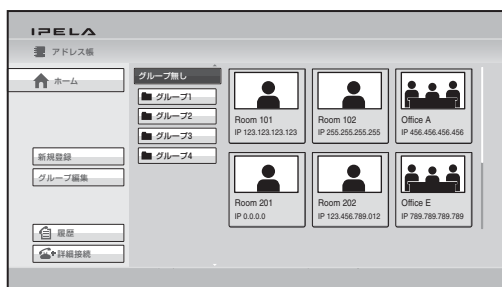 IPELA
アドレス帳
ホーム
新規登録
グループ編集
履歴
詳細接続
グループ無し
グループ1
グループ2
グループ3
グループ4
Room 101
IP 123.123.123.123
Room 102
IP 255.255.255.255
Office A
IP 456.456.456.456
Room 201
IP 0.0.0.0
Room 202
IP 123.456.789.012
Office E
IP 789.789.789.789